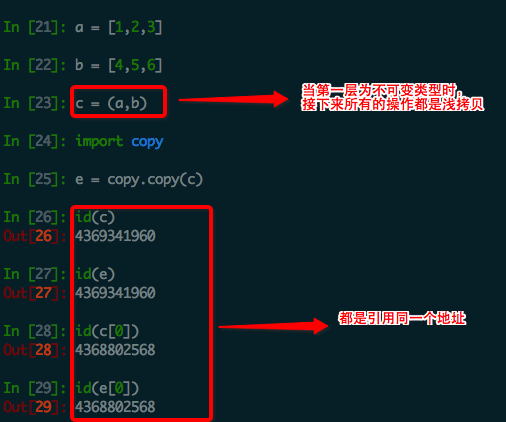 In [21]: a = [1,2,3]
In [22]: b = [4,5,6]
In [23]: c = (a,b)
当第一层为不可变类型时,
接下来所有的操作都是浅拷贝
In [24]: import copy
In [25]: e = copy.copy(c)
In [26]: id(c)
Out[26]: 4369341960
In [27]: id(e)
Out[27]: 4369341960
都是引用同一个地址
In [28]: id(c[0])
Out[28]: 4368802568
In [29]: id(e[0])
Out[29]: 4368802568